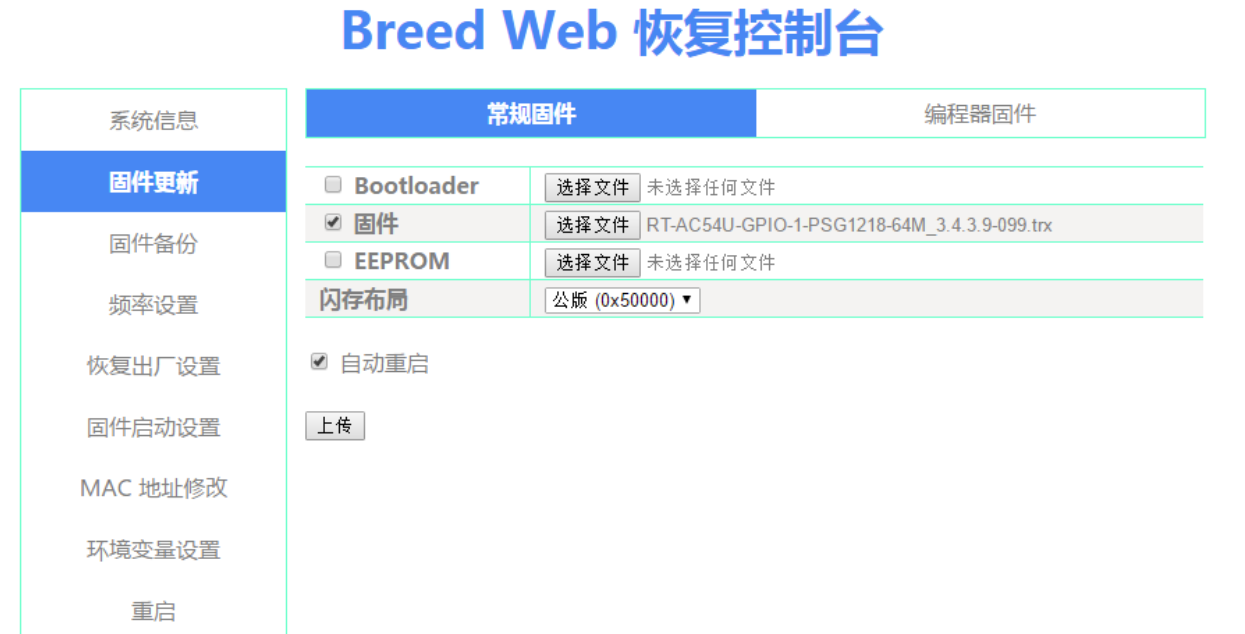 Breed Web 恢复控制台
系统信息
固件更新
固件备份
频率设置
恢复出厂设置
固件启动设置
MAC 地址修改
环境变量设置
重启
常规固件 编程器固件
Bootloader 选择文件 未选择任何文件
固件 选择文件 RT-AC54U-GPIO-1-PSG1218-64M_3.4.3.9-099.trx
EEPROM 选择文件 未选择任何文件
闪存布局 公版 (0x50000)
自动重启
上传